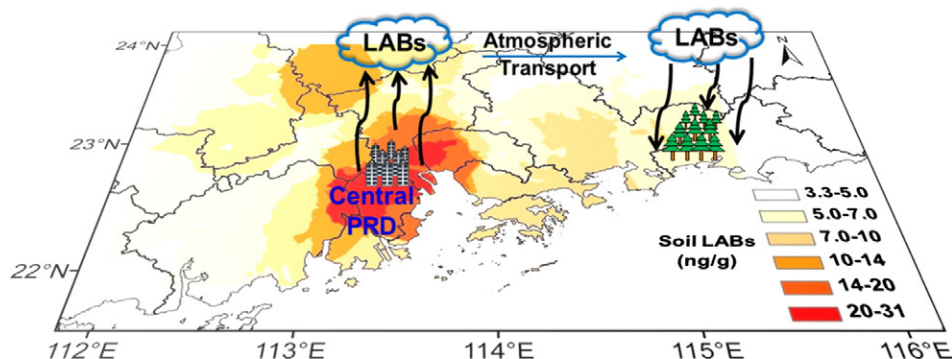 24°N
LABs
Atmospheric
Transport
LABs
N
23°N
Central
PRD
22°N
Soil LABs
(ng/g)
3.3-5.0
5.0-7.0
7.0-10
10-14
14-20
20-31
112°E
113°E
114°E
115°E
116°E